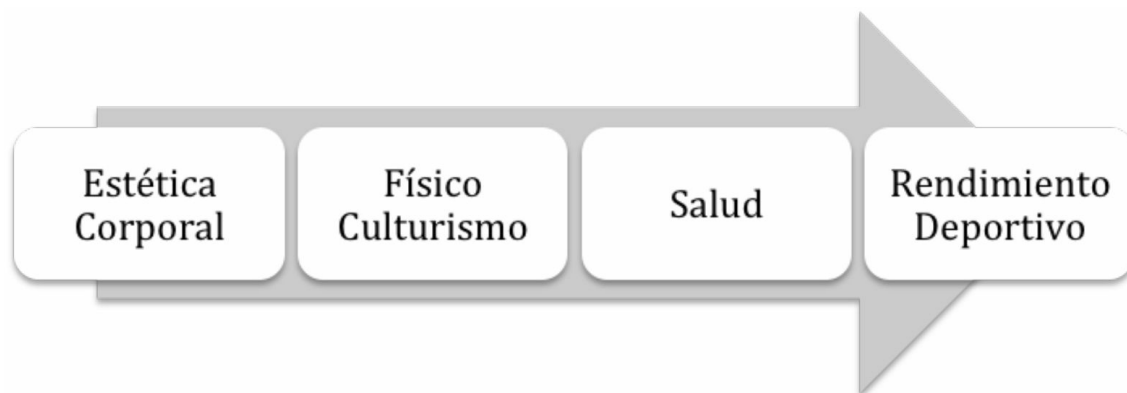 Estética
Corporal
Físico
Culturismo
Salud
Rendimiento
Deportivo